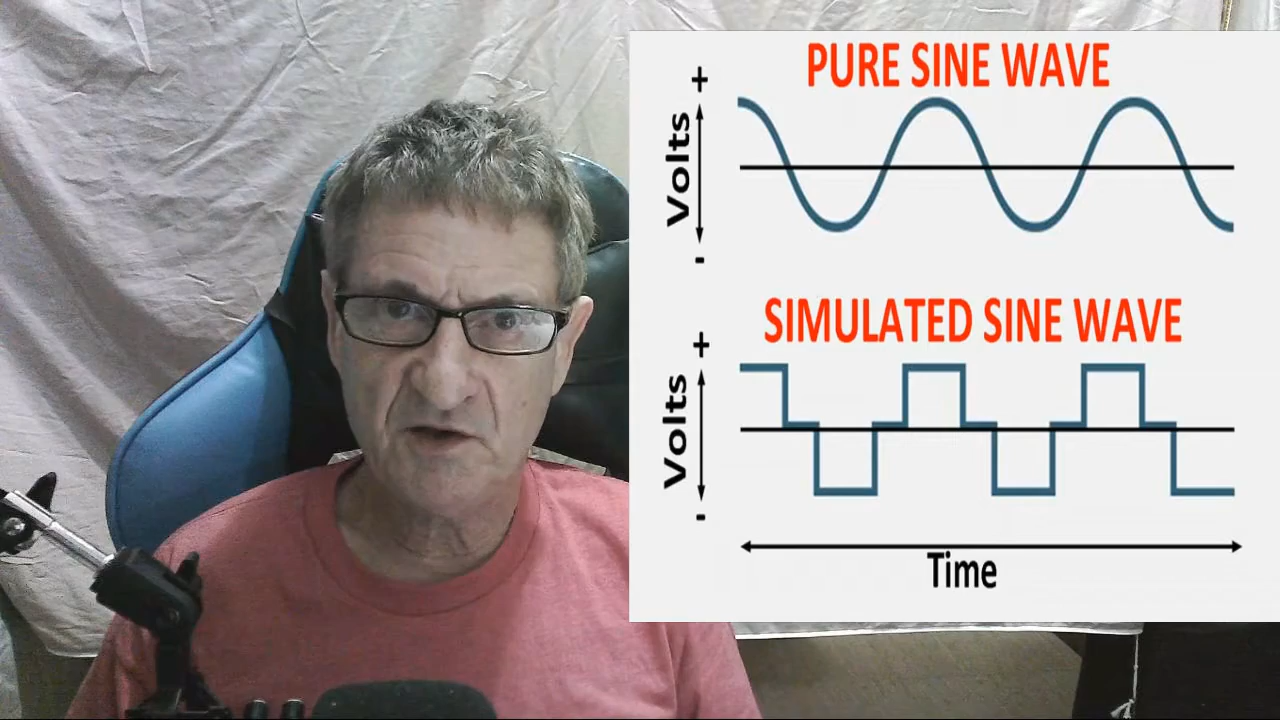 PURE SINE WAVE
+
Volts
-
SIMULATED SINE WAVE
+
Volts
-
Time